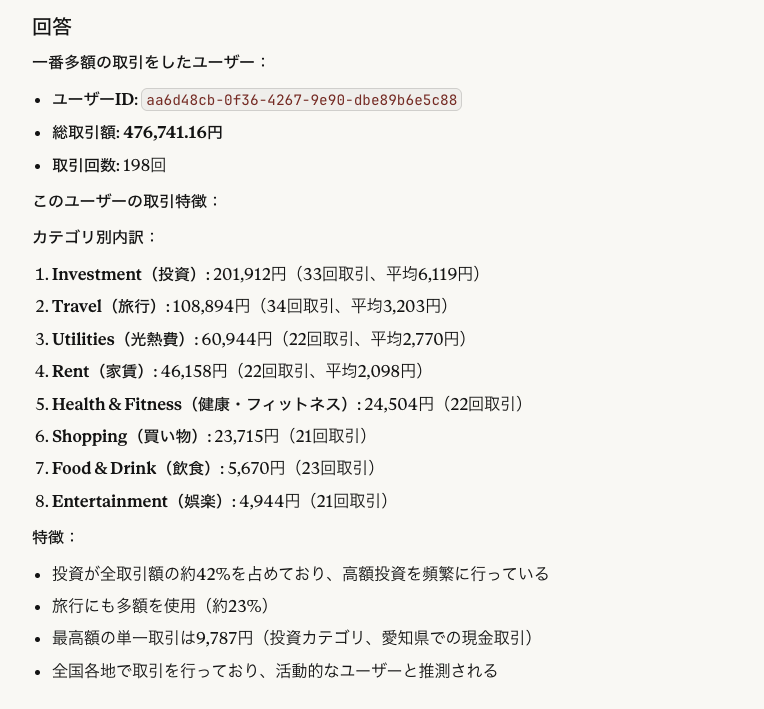 回答
一番多額の取引をしたユーザー：
• ユーザーID: aa6d48cb-0f36-4267-9e90-dbe89b6e5c88
• 総取引額: 476,741.16円
• 取引回数: 198回
このユーザーの取引特徴：
カテゴリ別内訳：
1. Investment（投資）: 201,912円（33回取引、平均6,119円）
2. Travel（旅行）: 108,894円（34回取引、平均3,203円）
3. Utilities（光熱費）: 60,944円（22回取引、平均2,770円）
4. Rent（家賃）: 46,158円（22回取引、平均2,098円）
5. Health & Fitness（健康・フィットネス）: 24,504円（22回取引）
6. Shopping（買い物）: 23,715円（21回取引）
7. Food & Drink（飲食）: 5,670円（23回取引）
8. Entertainment（娯楽）: 4,944円（21回取引）
特徴：
• 投資が全取引額の約42%を占めており、高額投資を頻繁に行っている
• 旅行にも多額を使用（約23%）
• 最高額の単一取引は9,787円（投資カテゴリ、愛知県での現金取引）
• 全国各地で取引を行っており、活動的なユーザーと推測される